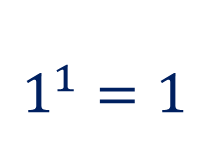 1¹ = 1